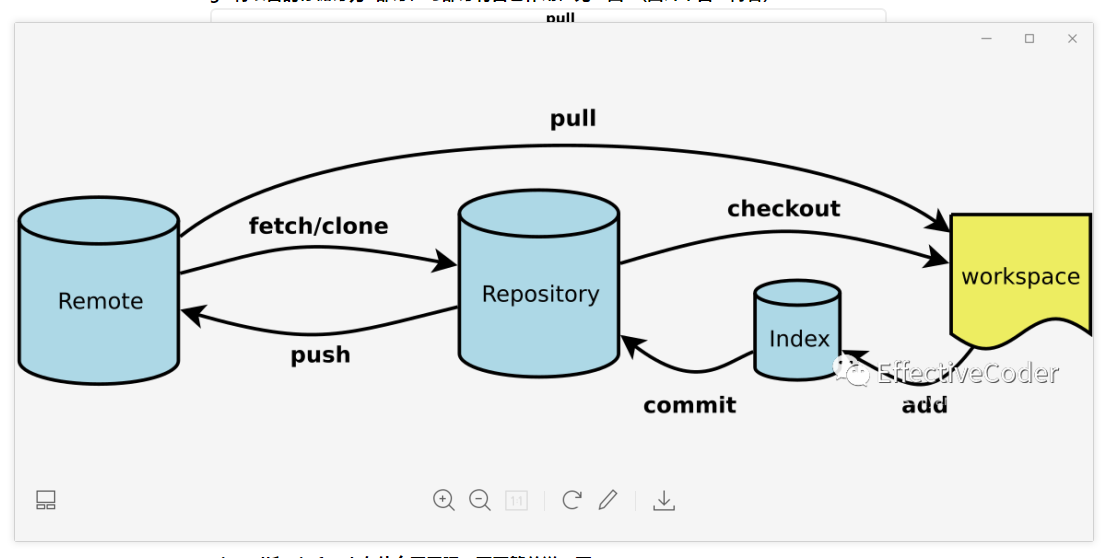 pull
pull
fetch/clone
checkout
Remote
Repository
workspace
Index
push
commit
add
EffectiveCoder